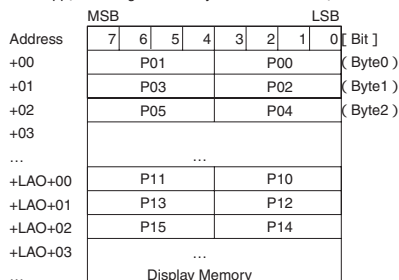 MSB LSB
Address 7 6 5 4 3 2 1 0 [ Bit ]
+00 P01 P00 ( Byte0 )
+01 P03 P02 ( Byte1 )
+02 P05 P04 ( Byte2 )
+03
... ...
+LAO+00 P11 P10
+LAO+01 P13 P12
+LAO+02 P15 P14
+LAO+03 ...
... Display Memory